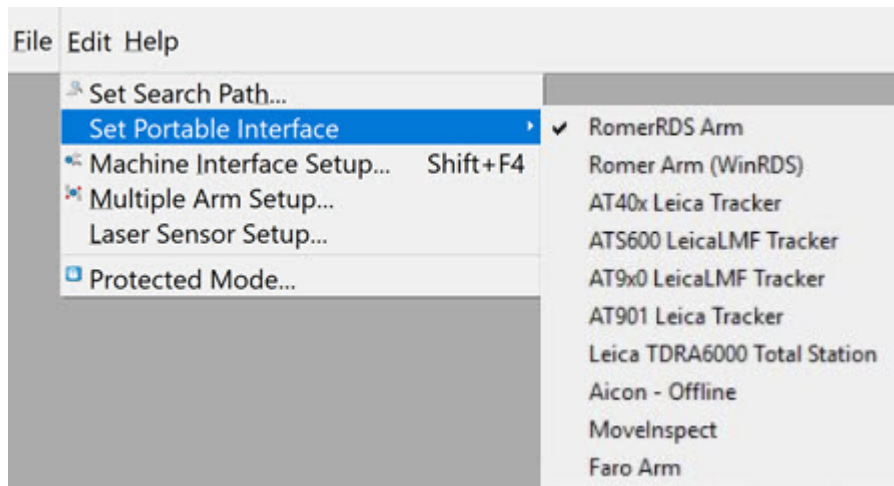 File Edit Help
Set Search Path...
Set Portable Interface
Machine Interface Setup... Shift+F4
Multiple Arm Setup...
Laser Sensor Setup...
Protected Mode...
RomerRDS Arm
Romer Arm (WinRDS)
AT40x Leica Tracker
ATS600 LeicaLMF Tracker
AT9x0 LeicaLMF Tracker
AT901 Leica Tracker
Leica TDRA6000 Total Station
Aicon - Offline
MoveInspect
Faro Arm